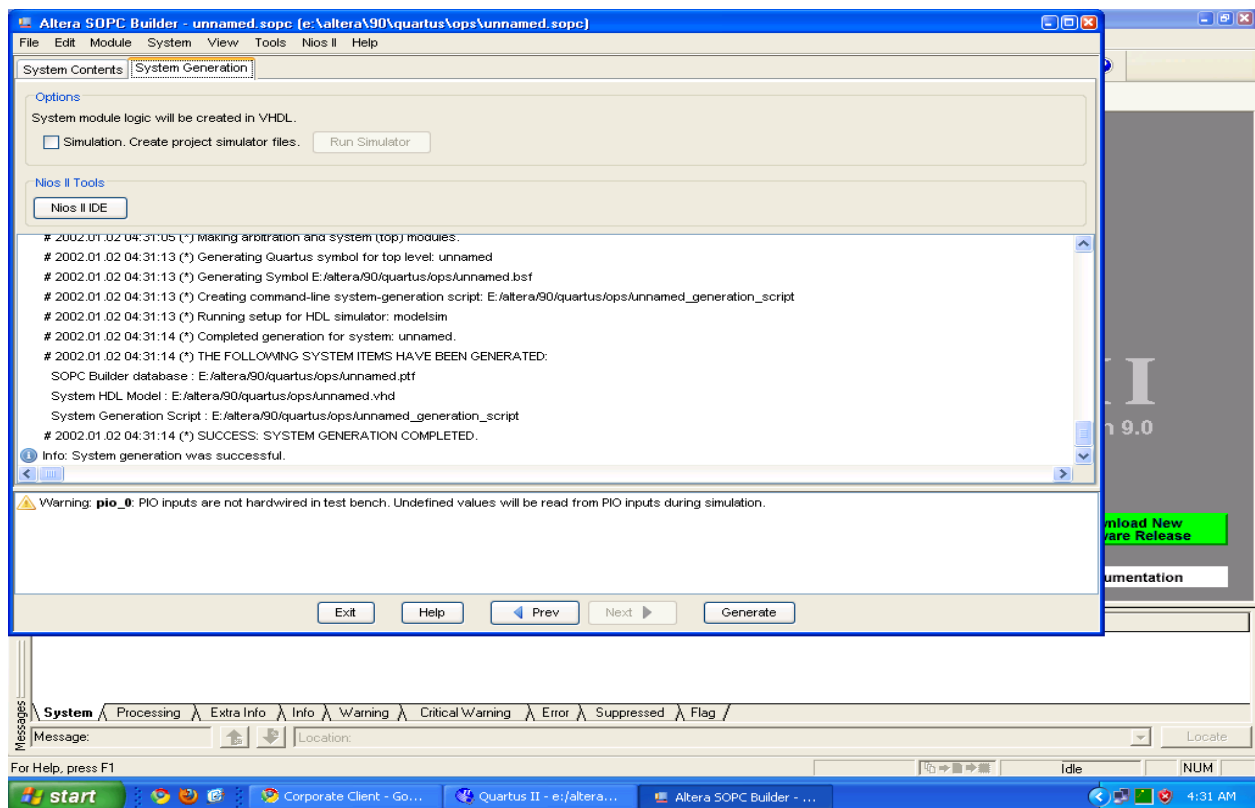 Altera SOPC Builder - unnamed.sopc (e:\altera\90\quartus\ops\unnamed.sopc)
File Edit Module System View Tools Nios II Help
System Contents System Generation
Options
System module logic will be created in VHDL.
Simulation. Create project simulator files. Run Simulator
Nios II Tools
Nios II IDE
# 2002.01.02 04:31:05 (*) Making arbitration and system (top) modules.
# 2002.01.02 04:31:13 (*) Generating Quartus symbol for top level: unnamed
# 2002.01.02 04:31:13 (*) Generating Symbol E:/altera/90/quartus/ops/unnamed.bsf
# 2002.01.02 04:31:13 (*) Creating command-line system-generation script: E:/altera/90/quartus/ops/unnamed_generation_script
# 2002.01.02 04:31:13 (*) Running setup for HDL simulator: modelsim
# 2002.01.02 04:31:14 (*) Completed generation for system: unnamed.
# 2002.01.02 04:31:14 (*) THE FOLLOWING SYSTEM ITEMS HAVE BEEN GENERATED:
SOPC Builder database : E:/altera/90/quartus/ops/unnamed.ptf
System HDL Model : E:/altera/90/quartus/ops/unnamed.vhd
System Generation Script : E:/altera/90/quartus/ops/unnamed_generation_script
# 2002.01.02 04:31:14 (*) SUCCESS: SYSTEM GENERATION COMPLETED.
Info: System generation was successful.
Warning: pio_0: PIO inputs are not hardwired in test bench. Undefined values will be read from PIO inputs during simulation.
Exit Help Prev Next Generate
II
n 9.0
nload New
ware Release
umentation
Messages
System Processing Extra Info Info Warning Critical Warning Error Suppressed Flag
Message: Location: Locate
For Help, press F1 Idle NUM
start Corporate Client - Go... Quartus II - e:/altera... Altera SOPC Builder - ... 4:31 AM